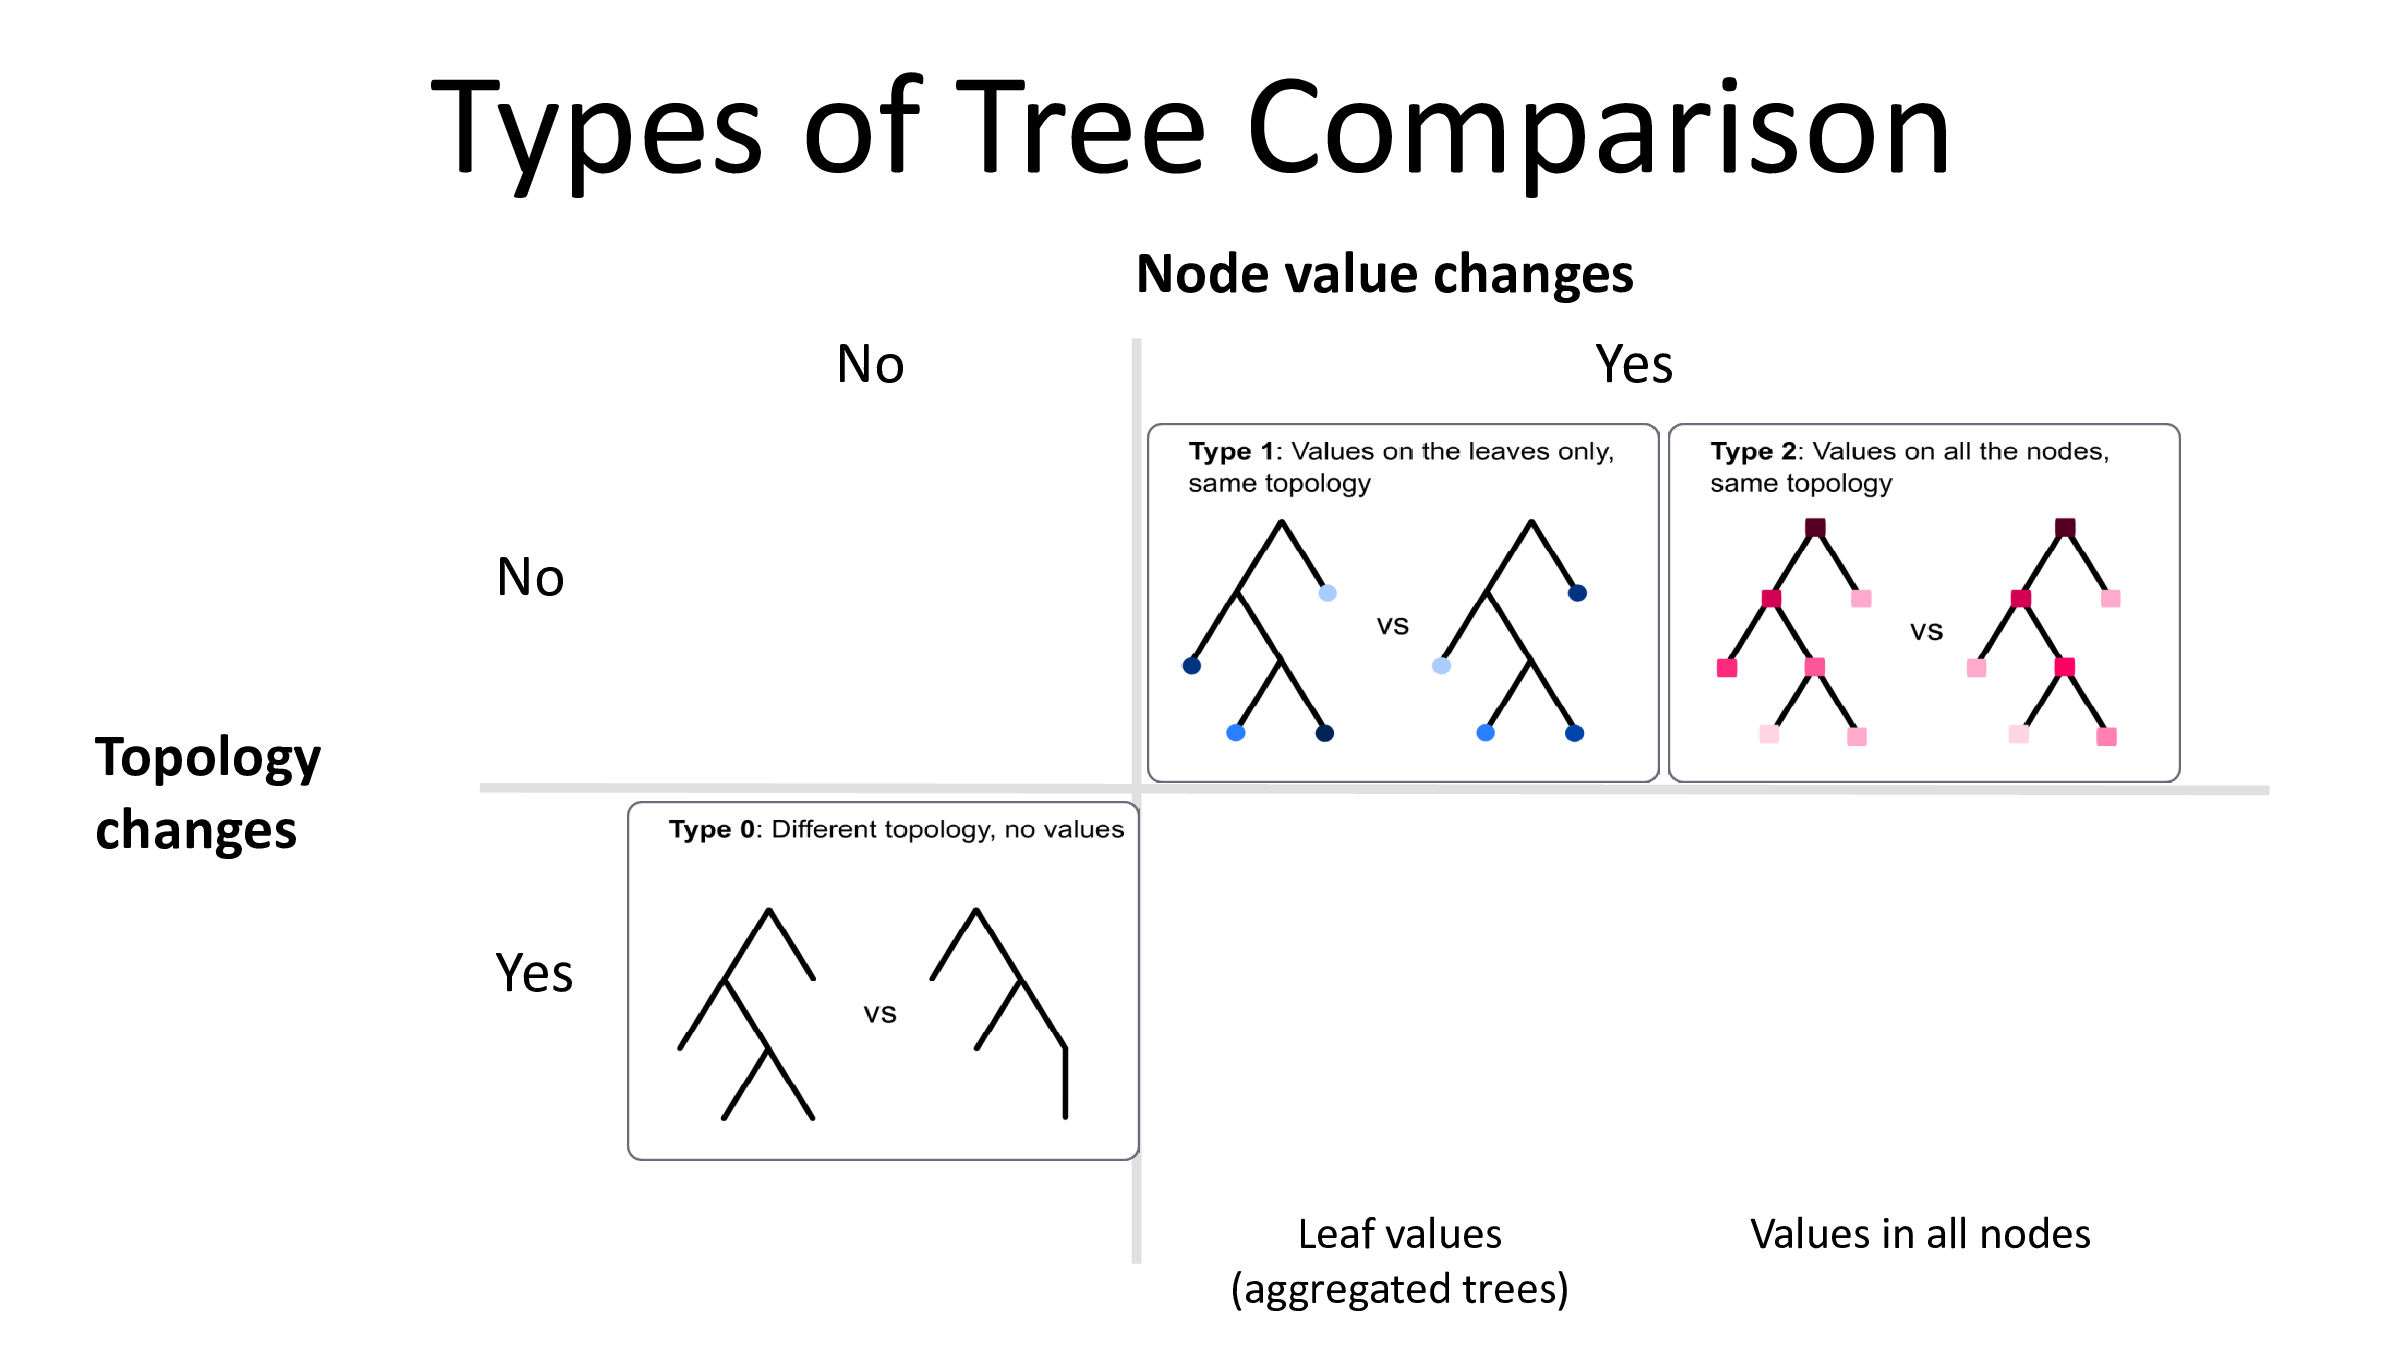 Types of Tree Comparison
Node value changes
No
Yes
Type 1: Values on the leaves only,
same topology
vs
Type 2: Values on all the nodes,
same topology
vs
No
Topology
changes
Type 0: Different topology, no values
vs
Yes
Leaf values
(aggregated trees)
Values in all nodes